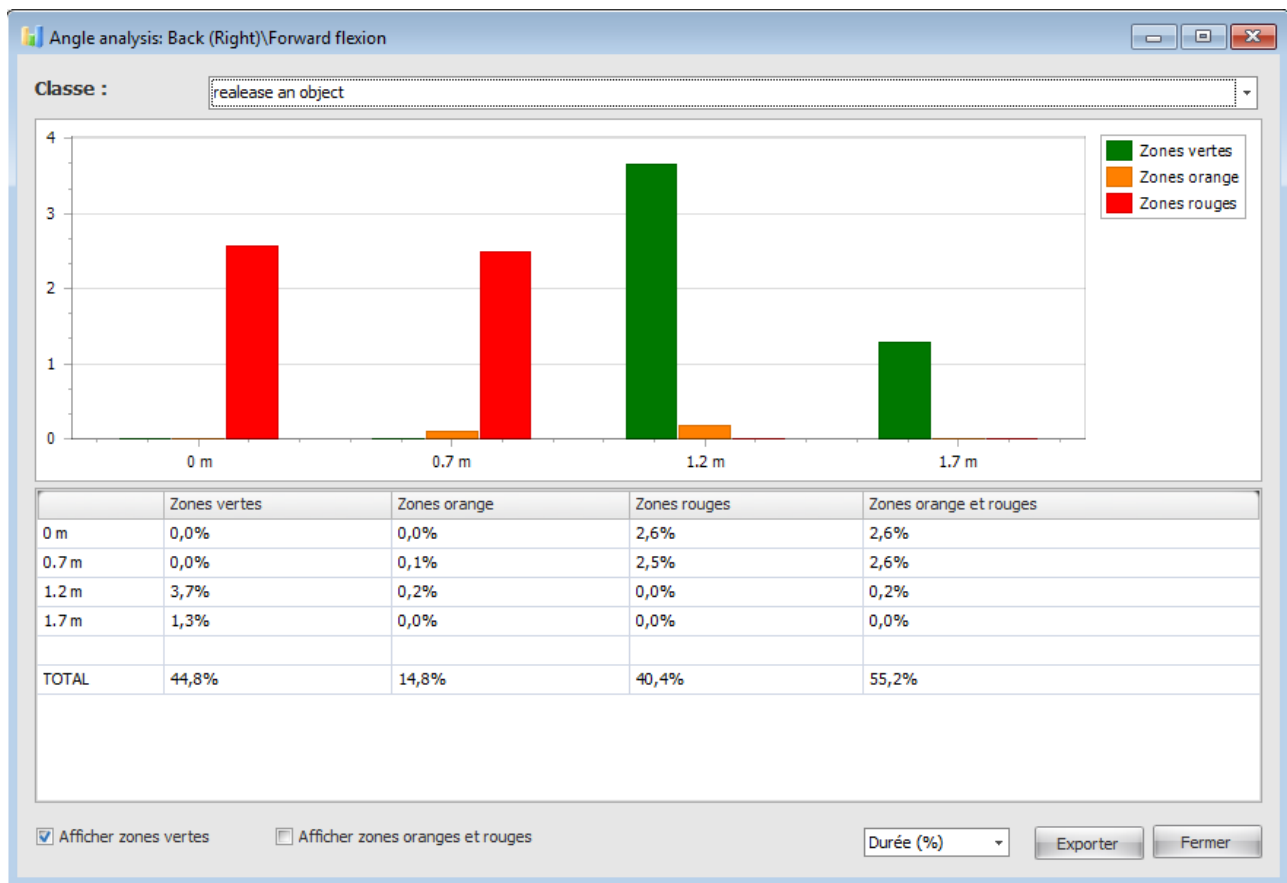 Angle analysis: Back (Right)\Forward flexion
Classe :
realease an object
4
3
2
1
0
0 m 0.7 m 1.2 m 1.7 m
Zones vertes
Zones orange
Zones rouges
Zones vertes Zones orange Zones rouges Zones orange et rouges
0 m 0,0% 0,0% 2,6% 2,6%
0.7 m 0,0% 0,1% 2,5% 2,6%
1.2 m 3,7% 0,2% 0,0% 0,2%
1.7 m 1,3% 0,0% 0,0% 0,0%
TOTAL 44,8% 14,8% 40,4% 55,2%
Afficher zones vertes Afficher zones oranges et rouges Durée (%) Exporter Fermer